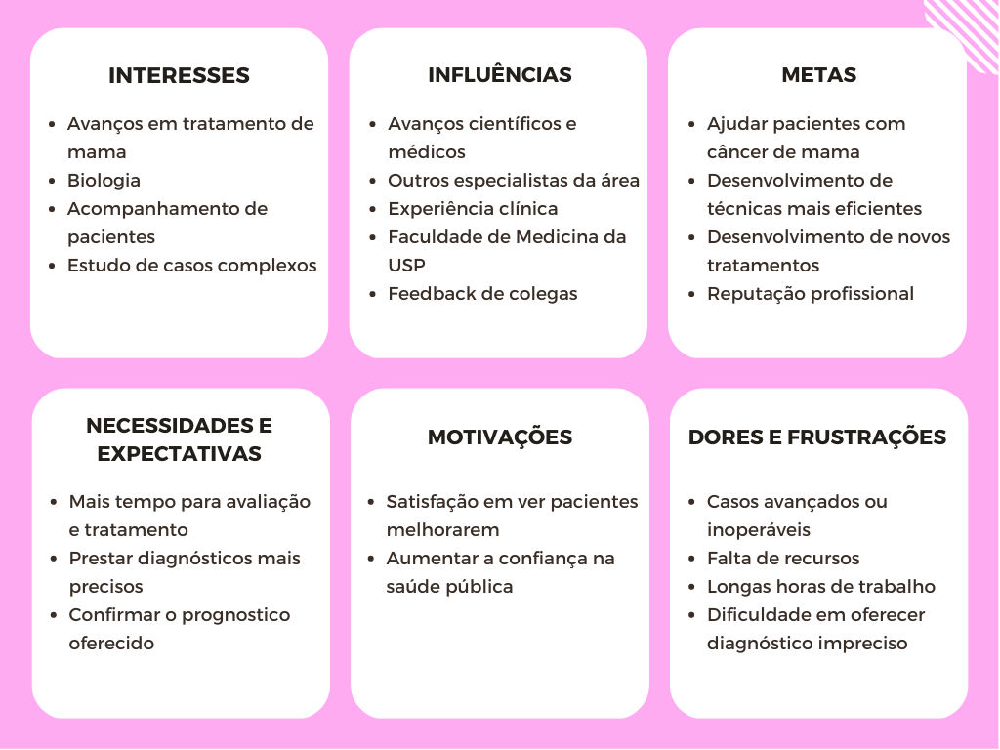 INTERESSES
• Avanços em tratamento de
mama
• Biologia
• Acompanhamento de
pacientes
• Estudo de casos complexos
INFLUÊNCIAS
• Avanços científicos e
médicos
• Outros especialistas da área
• Experiência clínica
• Faculdade de Medicina da
USP
• Feedback de colegas
METAS
• Ajudar pacientes com
câncer de mama
• Desenvolvimento de
técnicas mais eficientes
• Desenvolvimento de novos
tratamentos
• Reputação profissional
NECESSIDADES E
EXPECTATIVAS
• Mais tempo para avaliação
e tratamento
• Prestar diagnósticos mais
precisos
• Confirmar o prognostico
oferecido
MOTIVAÇÕES
• Satisfação em ver pacientes
melhorarem
• Aumentar a confiança na
saúde pública
DORES E FRUSTRAÇÕES
• Casos avançados ou
inoperáveis
• Falta de recursos
• Longas horas de trabalho
• Dificuldade em oferecer
diagnóstico impreciso